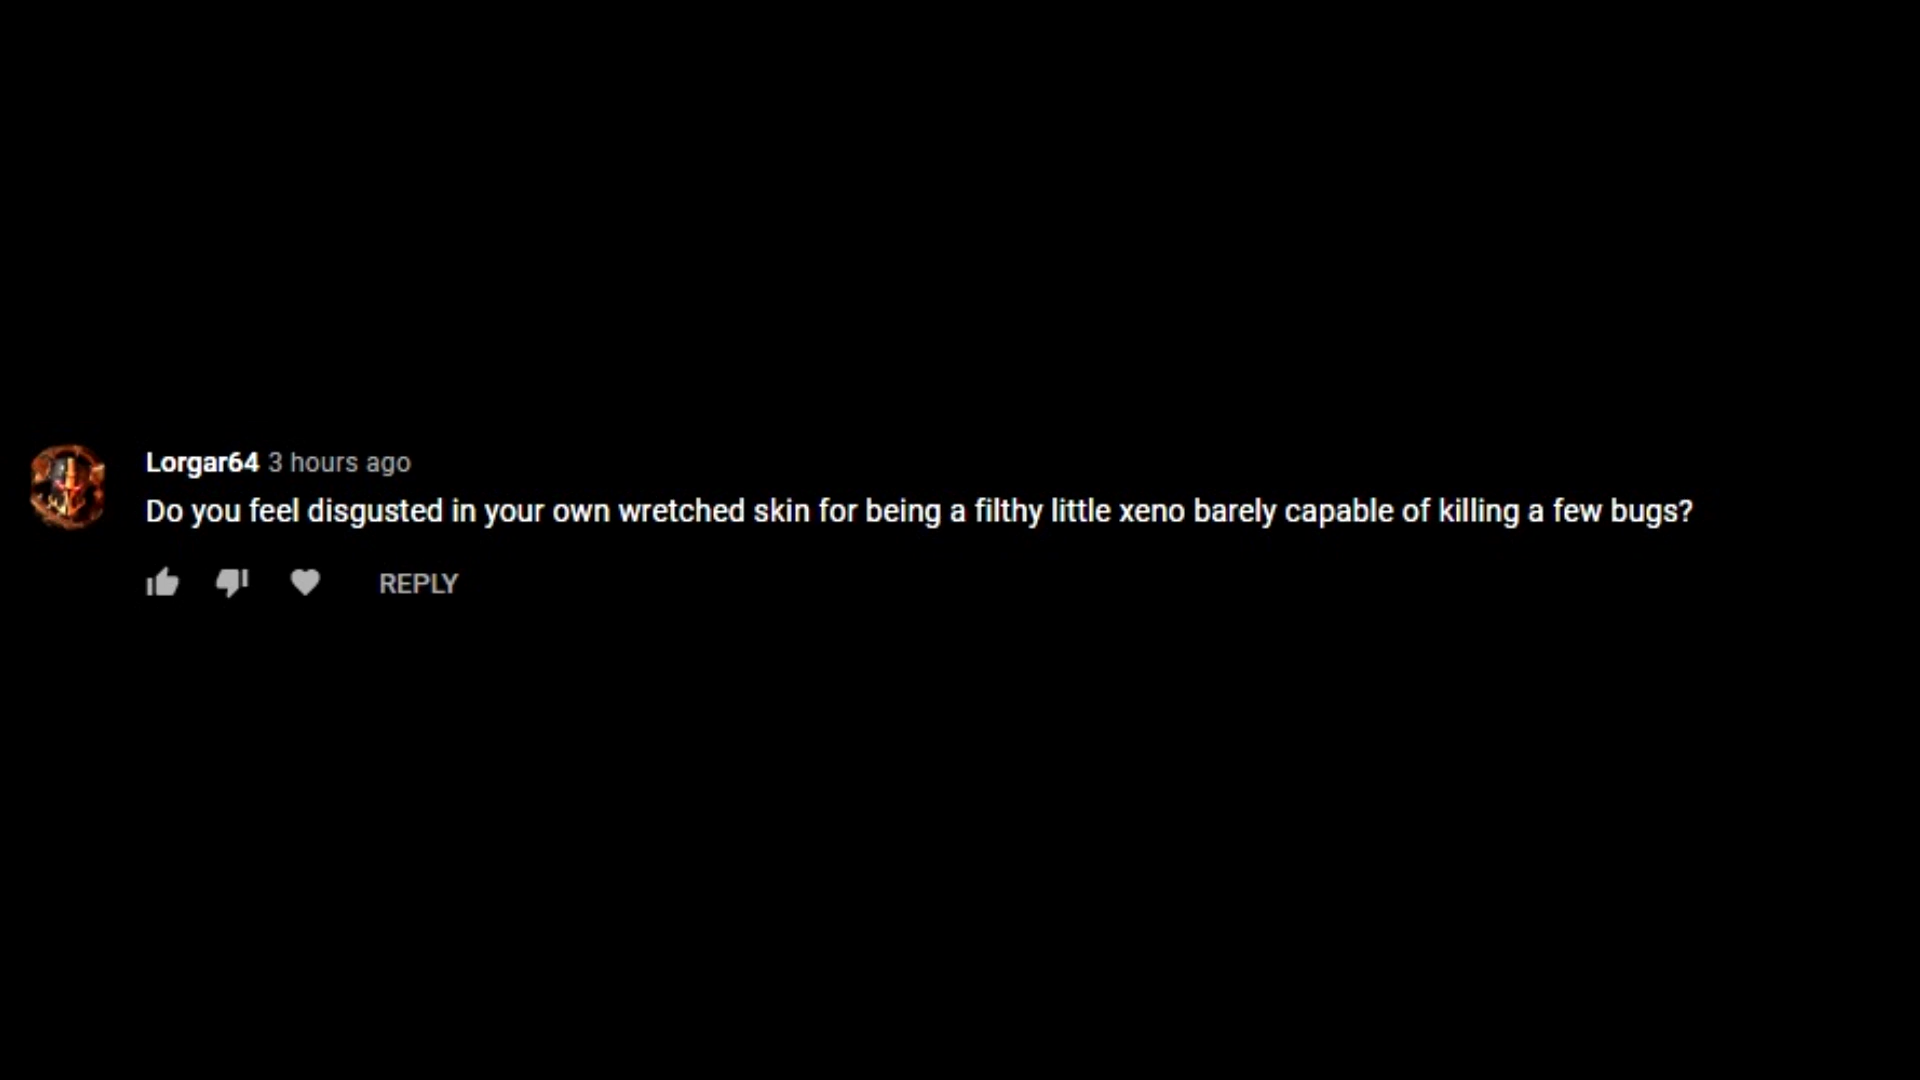 Lorgar64 3 hours ago
Do you feel disgusted in your own wretched skin for being a filthy little xeno barely capable of killing a few bugs?
REPLY